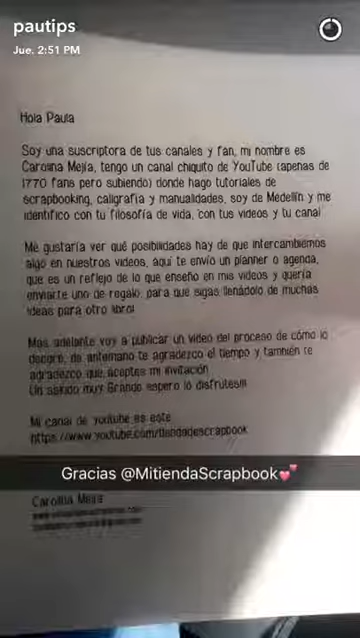 pautips
Jue. 2:51 PM
Hola Paula
Soy una suscriptora de tus canales y fan, mi nombre es
Carolina Mejía, tengo un canal chiquito de YouTube (apenas de
1770 fans pero subiendo) donde hago tutoriales de
scrapbooking, caligrafía y manualidades, soy de Medellín y me
identifico con tu filosofía de vida, con tus videos y tu canal
Me gustaría ver qué posibilidades hay de que intercambiemos
algo en nuestros videos, aquí te envío un planner o agenda,
que es un reflejo de lo que enseño en mis videos y quería
enviarte uno de regalo, para que sigas llenándolo de muchas
ideas para otro libro!
Mas adelante voy a publicar un video del proceso de cómo lo
decoré, de antemano te agradezco el tiempo y también te
agradezco que aceptes mi invitación
Un saludo muy Grande espero lo disfrutes!!!
Mi canal de youtube es este
https://www.youtube.com/tiendadescrapbook
Gracias @MitiendaScrapbook💕
Carolina Mejía